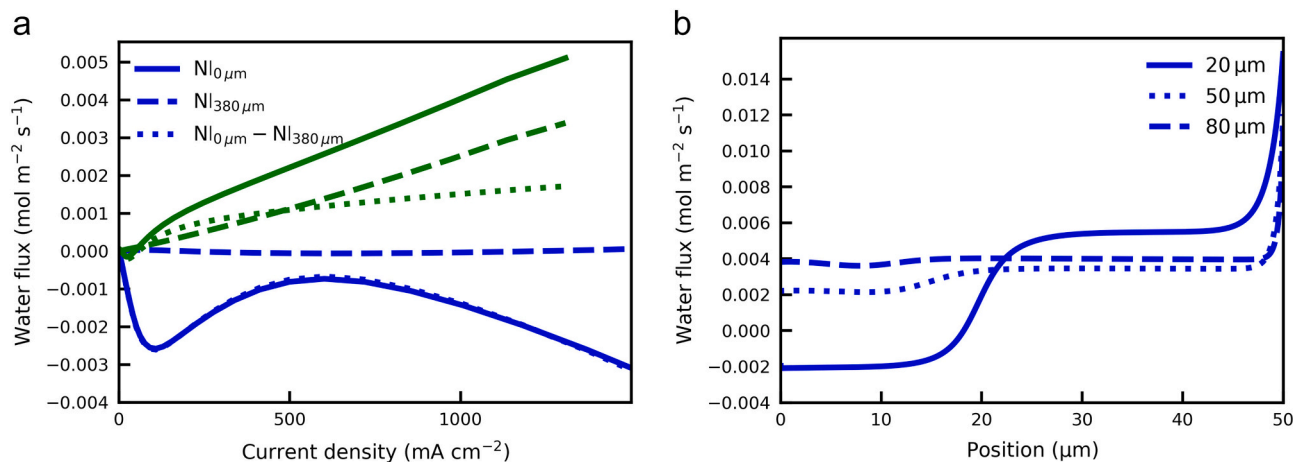 a
Water flux (mol m⁻² s⁻¹)
0.005
0.004
0.003
0.002
0.001
0.000
−0.001
−0.002
−0.003
−0.004
N|₀ μm
N|₃₈₀ μm
N|₀ μm − N|₃₈₀ μm
0
500
1000
Current density (mA cm⁻²)
b
Water flux (mol m⁻² s⁻¹)
0.014
0.012
0.010
0.008
0.006
0.004
0.002
0.000
−0.002
−0.004
20 μm
50 μm
80 μm
0
10
20
30
40
50
Position (μm)